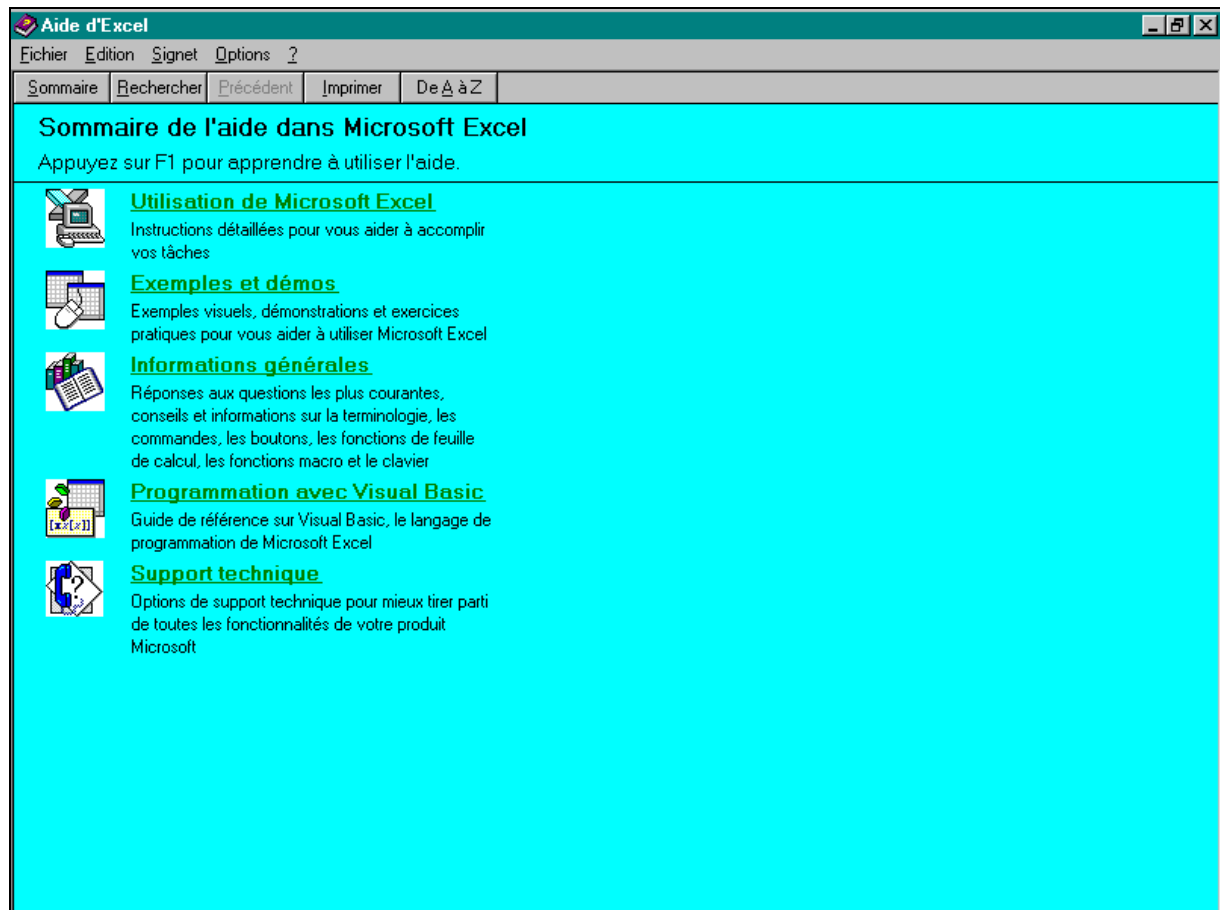 Aide d'Excel
Fichier Edition Signet Options ?
Sommaire Rechercher Précédent Imprimer De A à Z
Sommaire de l'aide dans Microsoft Excel
Appuyez sur F1 pour apprendre à utiliser l'aide.
Utilisation de Microsoft Excel
Instructions détaillées pour vous aider à accomplir
vos tâches
Exemples et démos
Exemples visuels, démonstrations et exercices
pratiques pour vous aider à utiliser Microsoft Excel
Informations générales
Réponses aux questions les plus courantes,
conseils et informations sur la terminologie, les
commandes, les boutons, les fonctions de feuille
de calcul, les fonctions macro et le clavier
Programmation avec Visual Basic
Guide de référence sur Visual Basic, le langage de
programmation de Microsoft Excel
Support technique
Options de support technique pour mieux tirer parti
de toutes les fonctionnalités de votre produit
Microsoft